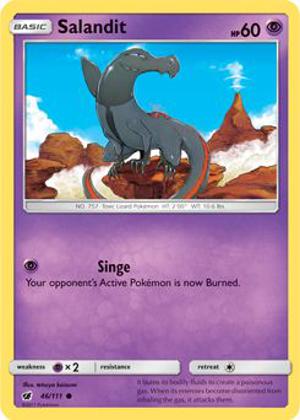 BASIC Salandit HP60
NO. 757 Toxic Lizard Pokémon HT: 2'00" WT: 10.6 lbs.
Singe
Your opponent's Active Pokémon is now Burned.
weakness ×2 resistance retreat
Illus.
46/111
It burns its bodily fluids to create a poisonous
gas. When its enemies become disoriented from
inhaling the gas, it attacks them.
©2017 Pokémon